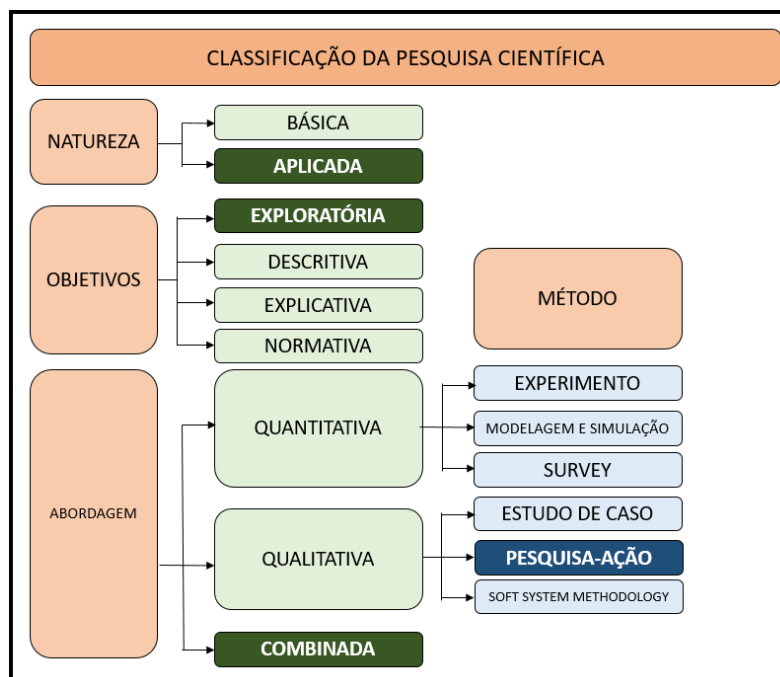 CLASSIFICAÇÃO DA PESQUISA CIENTÍFICA
NATUREZA
BÁSICA
APLICADA
OBJETIVOS
EXPLORATÓRIA
DESCRITIVA
EXPLICATIVA
NORMATIVA
MÉTODO
ABORDAGEM
QUANTITATIVA
EXPERIMENTO
MODELAGEM E SIMULAÇÃO
SURVEY
QUALITATIVA
ESTUDO DE CASO
PESQUISA-AÇÃO
SOFT SYSTEM METHODOLOGY
COMBINADA